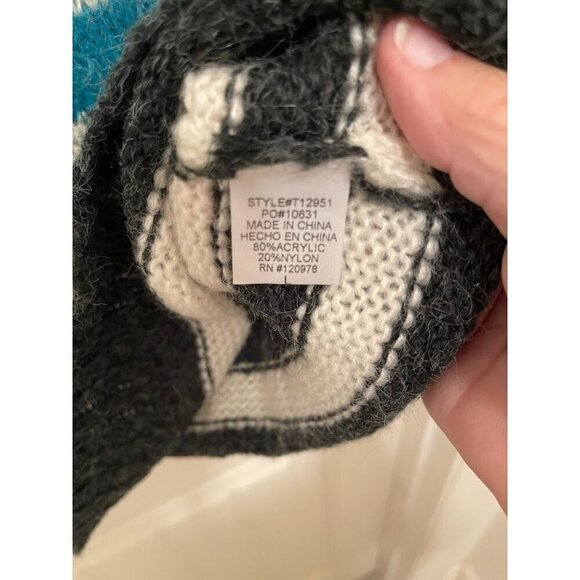 STYLE#T12951
PO#10631
MADE IN CHINA
HECHO EN CHINA
80%ACRYLIC
20%NYLON
RN #120978
L